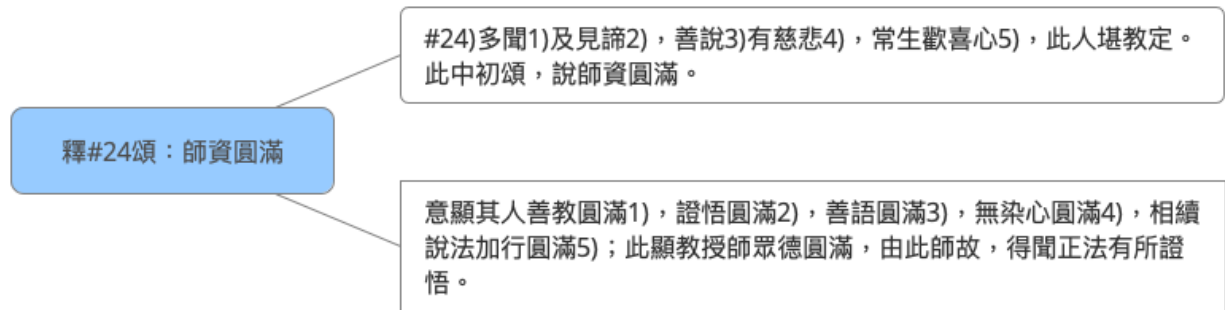 #24)多聞1)及見諦2)，善說3)有慈悲4)，常生歡喜心5)，此人堪教定。
此中初頌，說師資圓滿。
釋#24頌：師資圓滿
意顯其人善教圓滿1)，證悟圓滿2)，善語圓滿3)，無染心圓滿4)，相續
說法加行圓滿5)；此顯教授師眾德圓滿，由此師故，得聞正法有所證
悟。